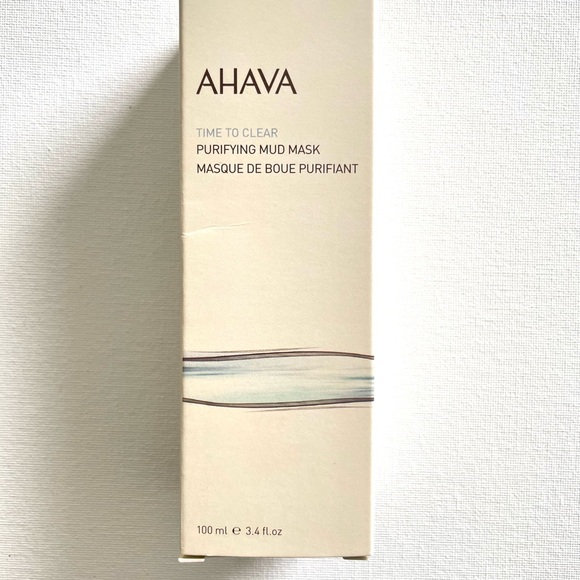 AHAVA
TIME TO CLEAR
PURIFYING MUD MASK
MASQUE DE BOUE PURIFIANT
100 ml ℮ 3.4 fl.oz